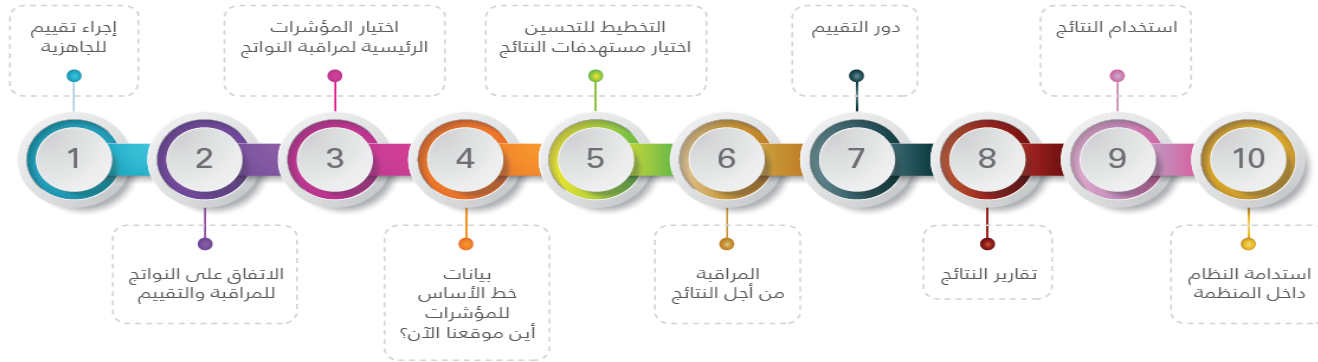 إجراء تقييم
للجاهزية
اختيار المؤشرات
الرئيسية لمراقبة النواتج
التخطيط للتحسين
اختيار مستهدفات النتائج
دور التقييم
استخدام النتائج
1
2
3
4
5
6
7
8
9
10
الاتفاق على النواتج
للمراقبة والتقييم
بيانات
خط الأساس
للمؤشرات
أين موقعنا الآن؟
المراقبة
من أجل النتائج
تقارير النتائج
استدامة النظام
داخل المنظمة